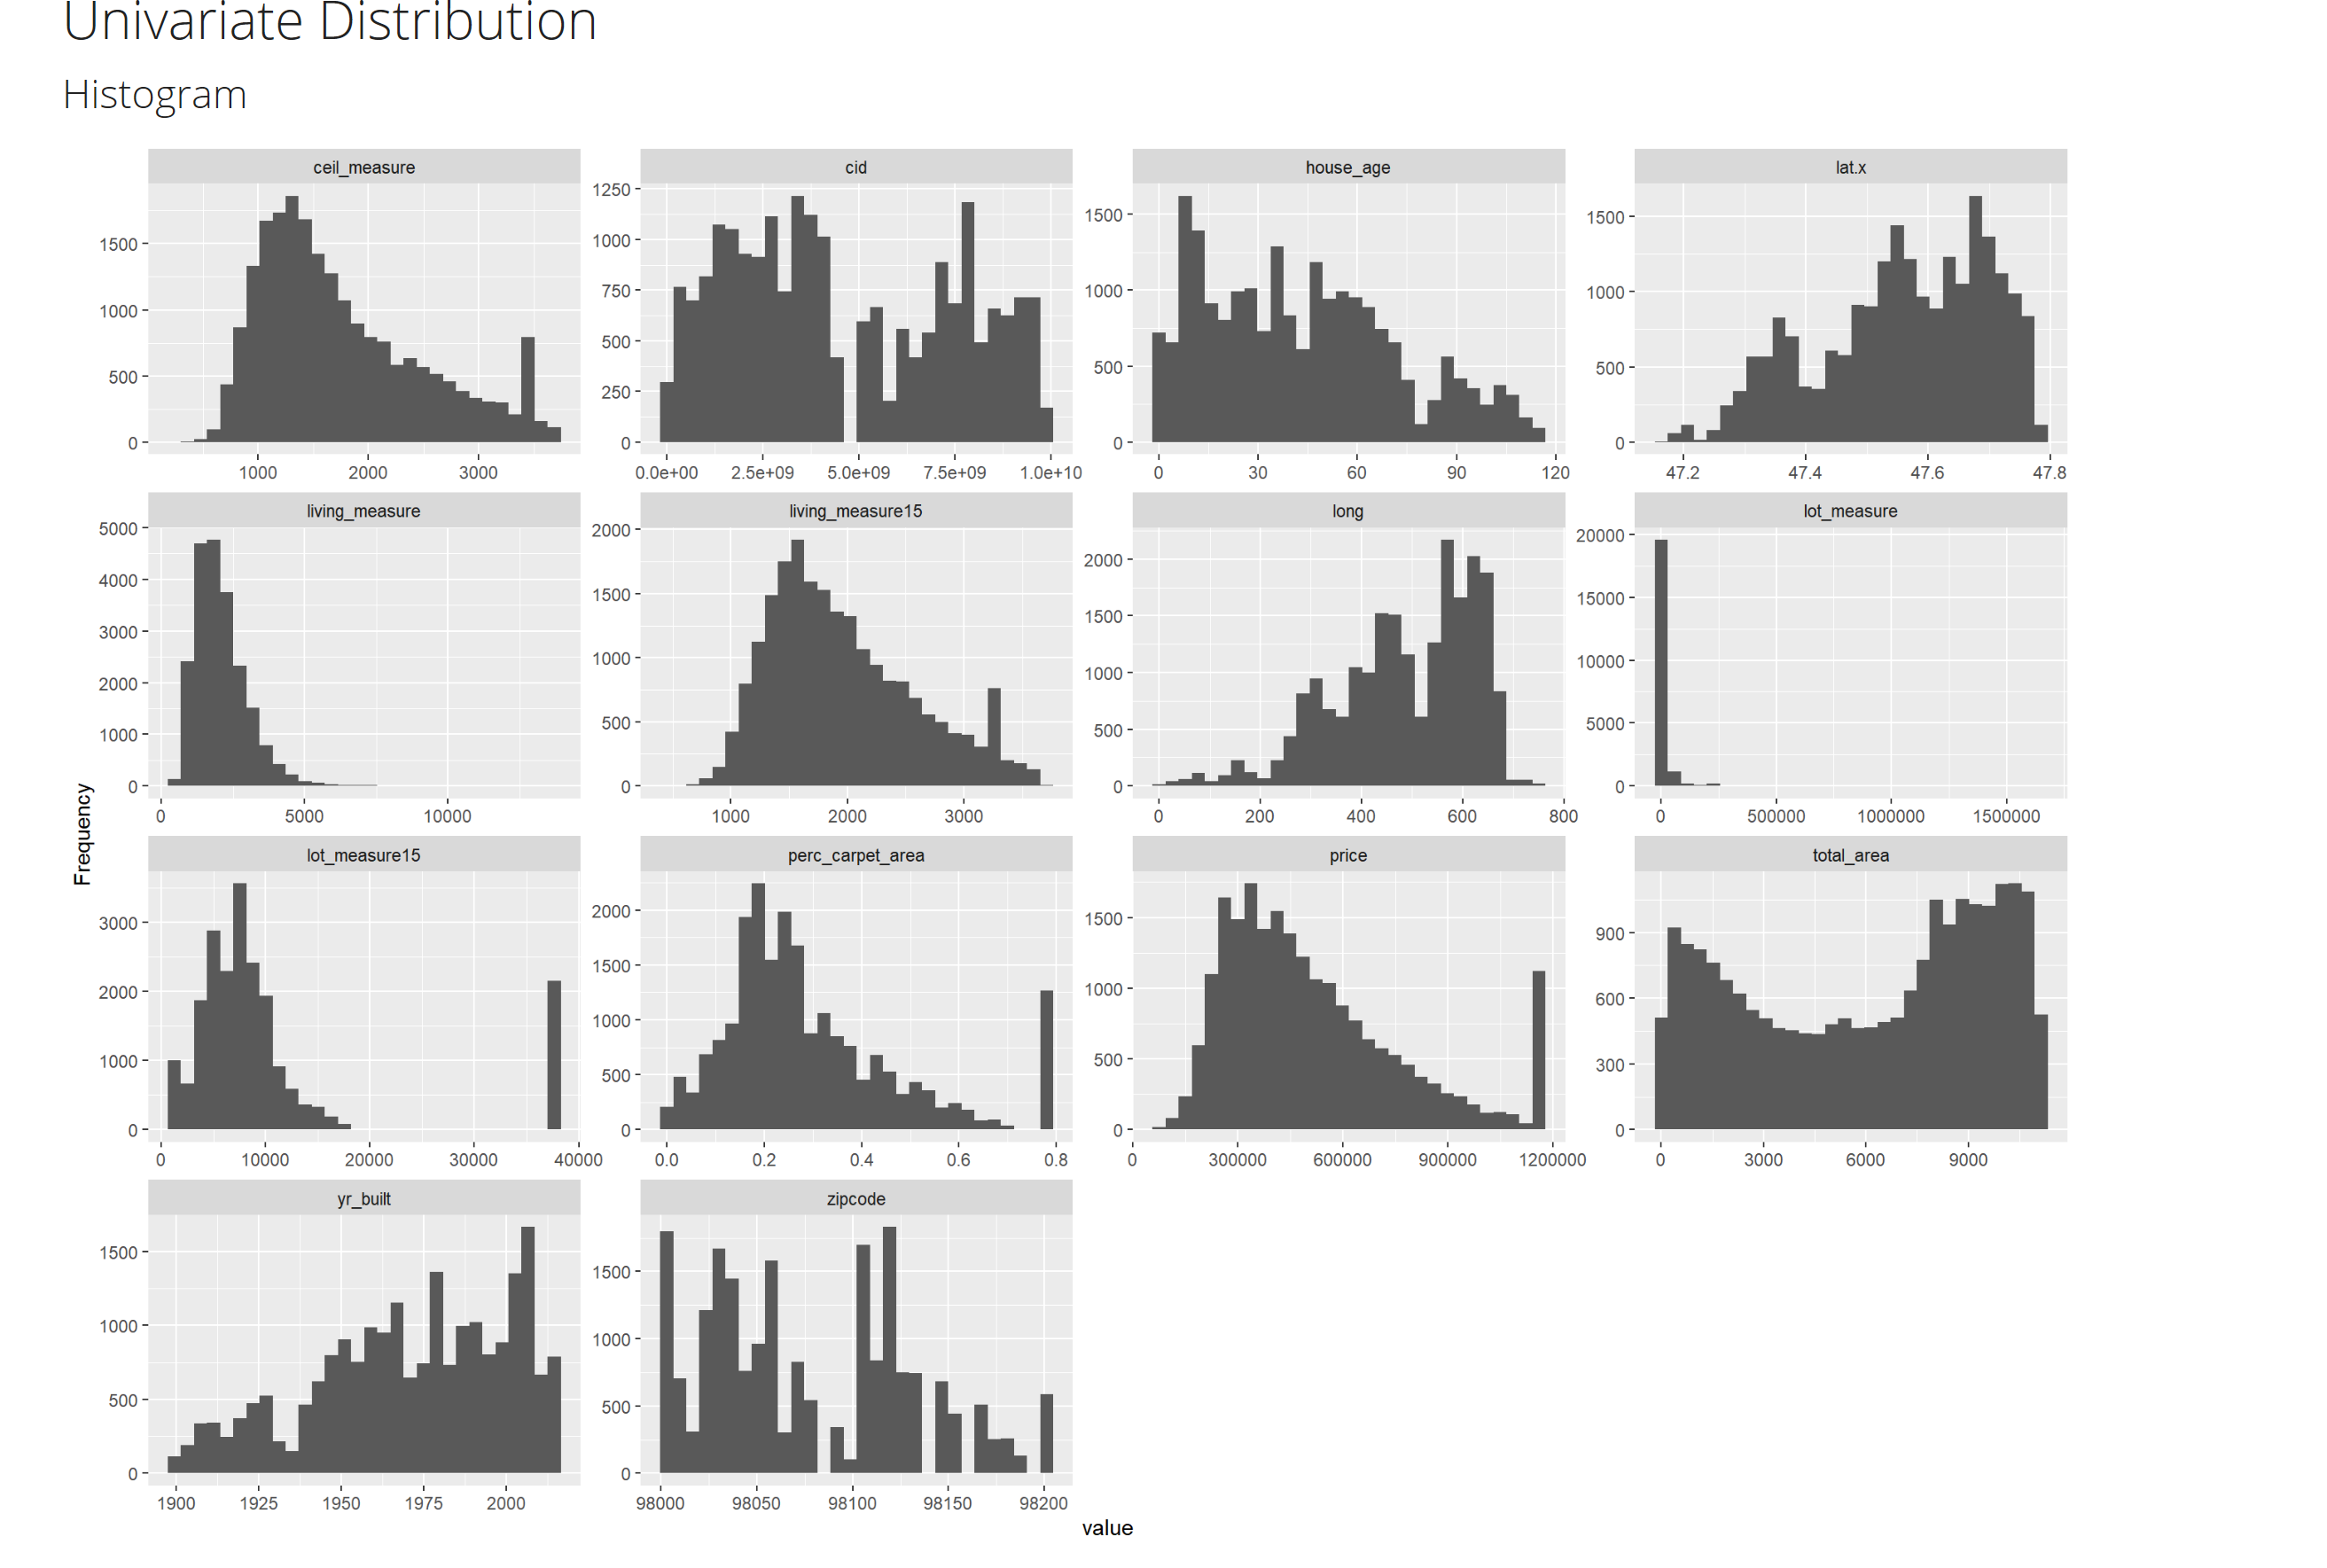 Univariate Distribution
Histogram
ceil_measure
cid
house_age
lat.x
1500
1000
500
0
1000 2000 3000
1250
1000
750
500
250
0
0.0e+00 2.5e+09 5.0e+09 7.5e+09 1.0e+10
1500
1000
500
0
0 30 60 90 120
1500
1000
500
0
47.2 47.4 47.6 47.8
living_measure
living_measure15
long
lot_measure
5000
4000
3000
2000
1000
0
0 5000 10000
2000
1500
1000
500
0
1000 2000 3000
2000
1500
1000
500
0
0 200 400 600 800
20000
15000
10000
5000
0
0 500000 1000000 1500000
Frequency
lot_measure15
perc_carpet_area
price
total_area
3000
2000
1000
0
0 10000 20000 30000 40000
2000
1500
1000
500
0
0.0 0.2 0.4 0.6 0.8
1500
1000
500
0
0 300000 600000 900000 1200000
900
600
300
0
0 3000 6000 9000
yr_built
zipcode
1500
1000
500
0
1900 1925 1950 1975 2000
1500
1000
500
0
98000 98050 98100 98150 98200
value